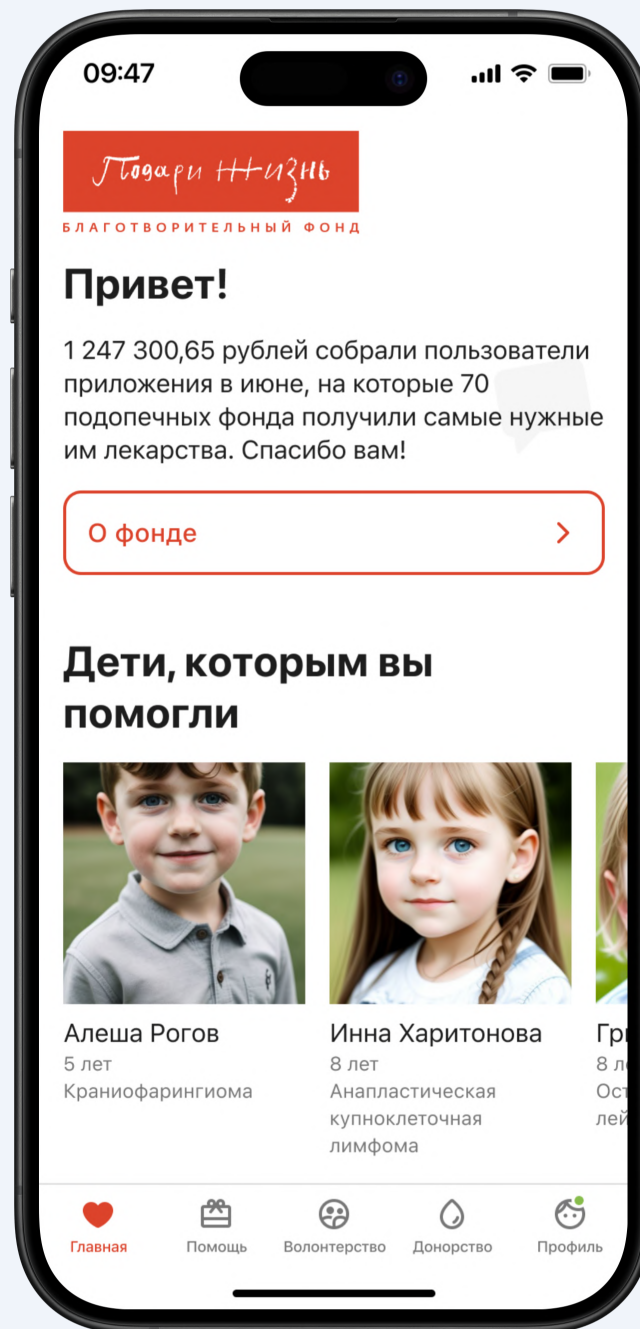 09:47
Подари Жизнь
БЛАГОТВОРИТЕЛЬНЫЙ ФОНД
Привет!
1 247 300,65 рублей собрали пользователи
приложения в июне, на которые 70
подопечных фонда получили самые нужные
им лекарства. Спасибо вам!
О фонде
Дети, которым вы
помогли
Алеша Рогов
5 лет
Краниофарингиома
Инна Харитонова
8 лет
Анапластическая
купноклеточная
лимфома
8
Главная
Помощь
Волонтерство
Донорство
Профиль